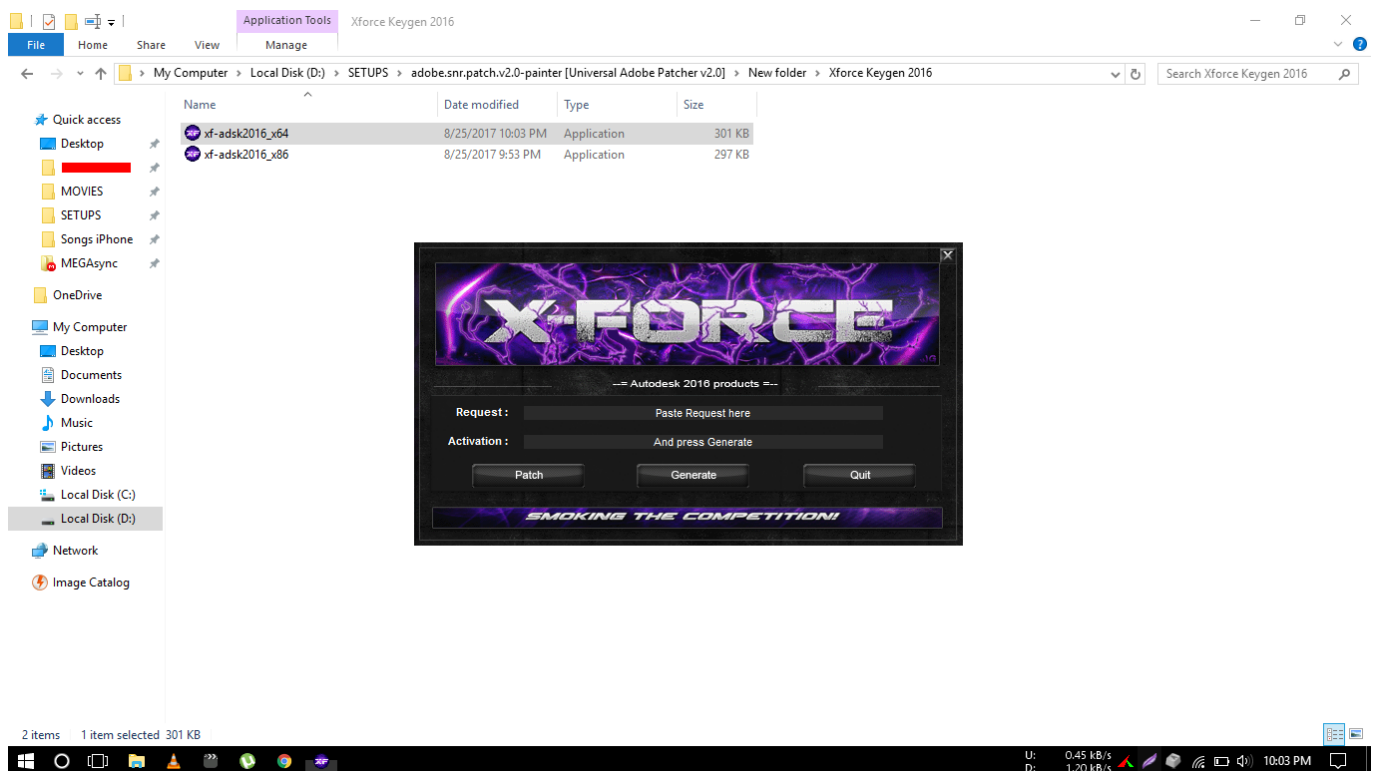 Application Tools Xforce Keygen 2016
File Home Share View Manage
My Computer Local Disk (D:) SETUPS adobe.snr.patch.v2.0-painter [Universal Adobe Patcher v2.0] New folder Xforce Keygen 2016 Search Xforce Keygen 2016
Name Date modified Type Size
xf-adsk2016_x64 8/25/2017 10:03 PM Application 301 KB
xf-adsk2016_x86 8/25/2017 9:53 PM Application 297 KB
Quick access
Desktop
MOVIES
SETUPS
Songs iPhone
MEGAsync
OneDrive
My Computer
Desktop
Documents
Downloads
Music
Pictures
Videos
Local Disk (C:)
Local Disk (D:)
Network
Image Catalog
X-FORCE
JG
--= Autodesk 2016 products =--
Request : Paste Request here
Activation : And press Generate
Patch Generate Quit
SMOKING THE COMPETITION!
2 items 1 item selected 301 KB
U: 0.45 kB/s
D: 1.20 kB/s
10:03 PM